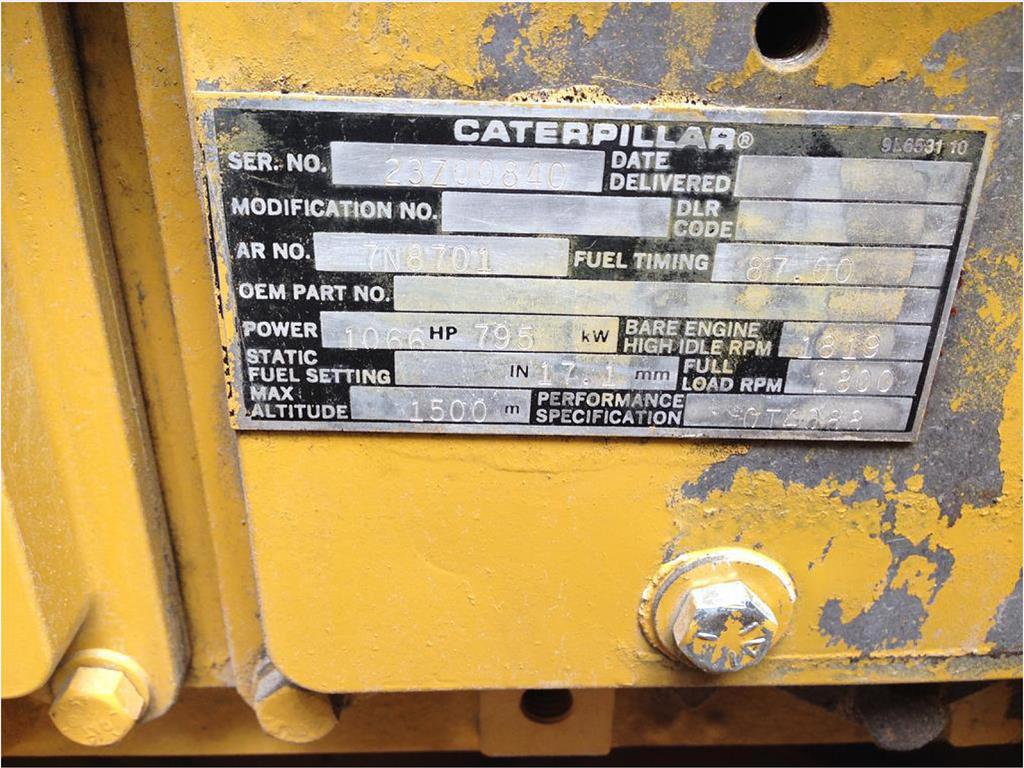 CATERPILLAR®
9L6531 10
SER. NO. 23Z00840 DATE DELIVERED
MODIFICATION NO. DLR CODE
AR NO. 7N8701 FUEL TIMING 87.00
OEM PART NO.
POWER 1066 HP 795 kW BARE ENGINE HIGH IDLE RPM 1819
STATIC FUEL SETTING IN 17.1 mm FULL LOAD RPM 1800
MAX ALTITUDE 1500 m PERFORMANCE SPECIFICATION 0T4088